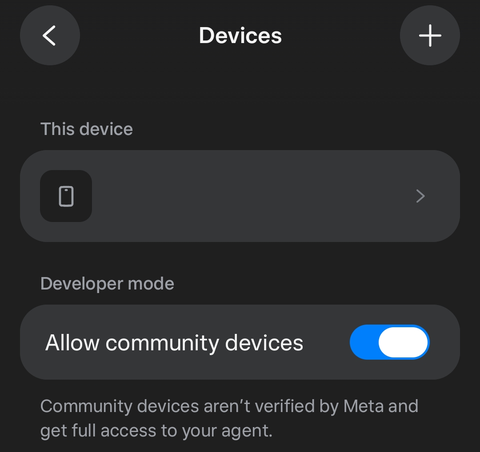 Devices
This device
Developer mode
Allow community devices
Community devices aren’t verified by Meta and
get full access to your agent.